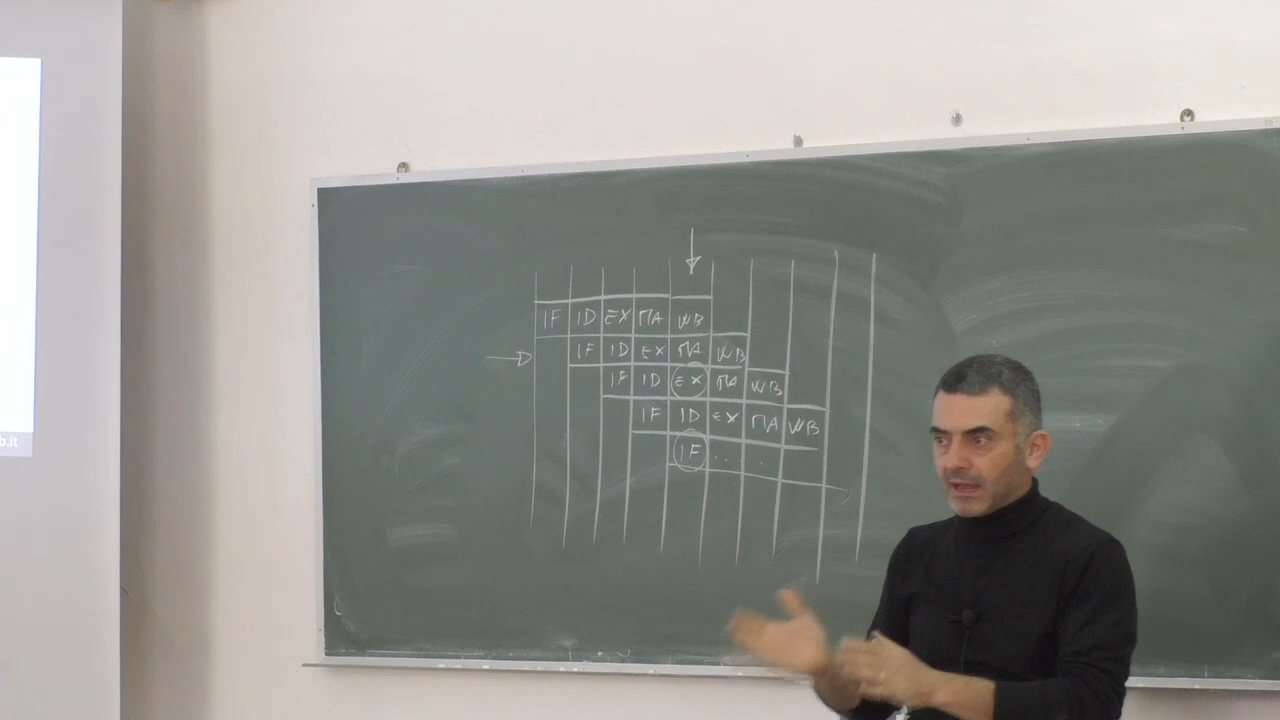 IF ID EX MA WB
IF ID EX MA WB
IF ID EX MA WB
IF ID EX MA WB
IF . . .
b.it